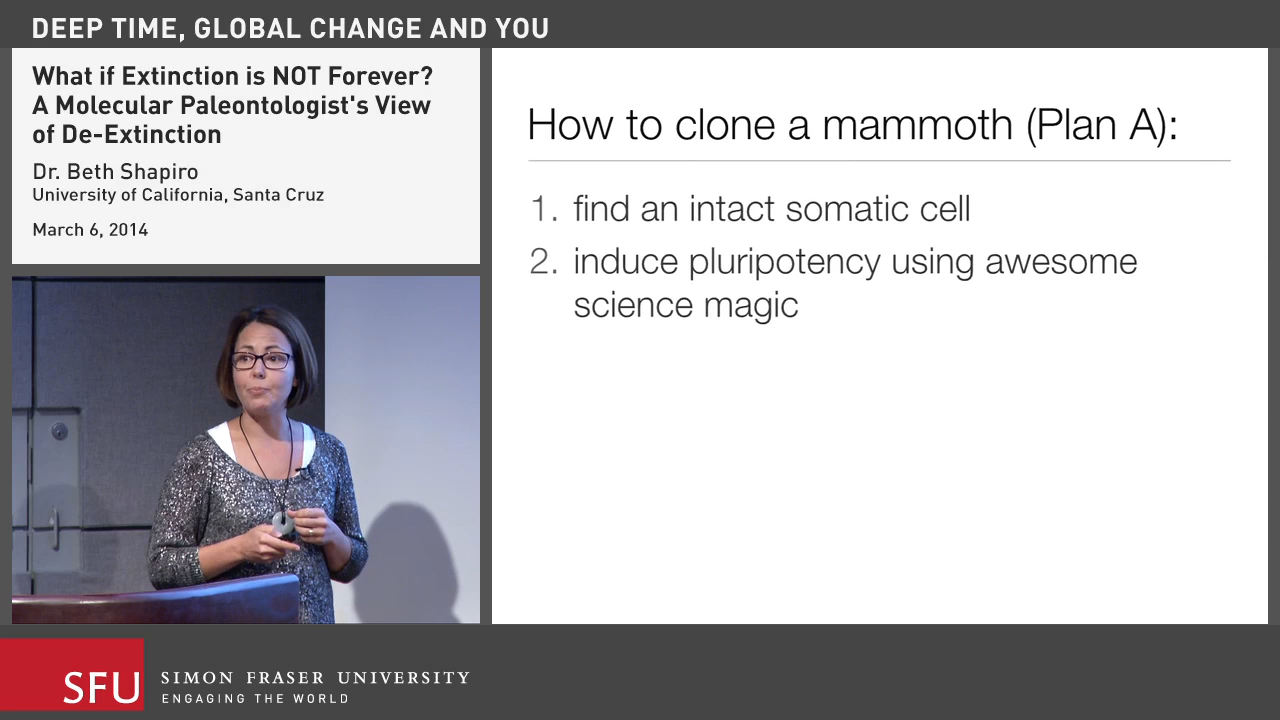 DEEP TIME, GLOBAL CHANGE AND YOU
What if Extinction is NOT Forever?
A Molecular Paleontologist's View
of De-Extinction
Dr. Beth Shapiro
University of California, Santa Cruz
March 6, 2014
How to clone a mammoth (Plan A):
1. find an intact somatic cell
2. induce pluripotency using awesome
science magic
SFU
SIMON FRASER UNIVERSITY
ENGAGING THE WORLD